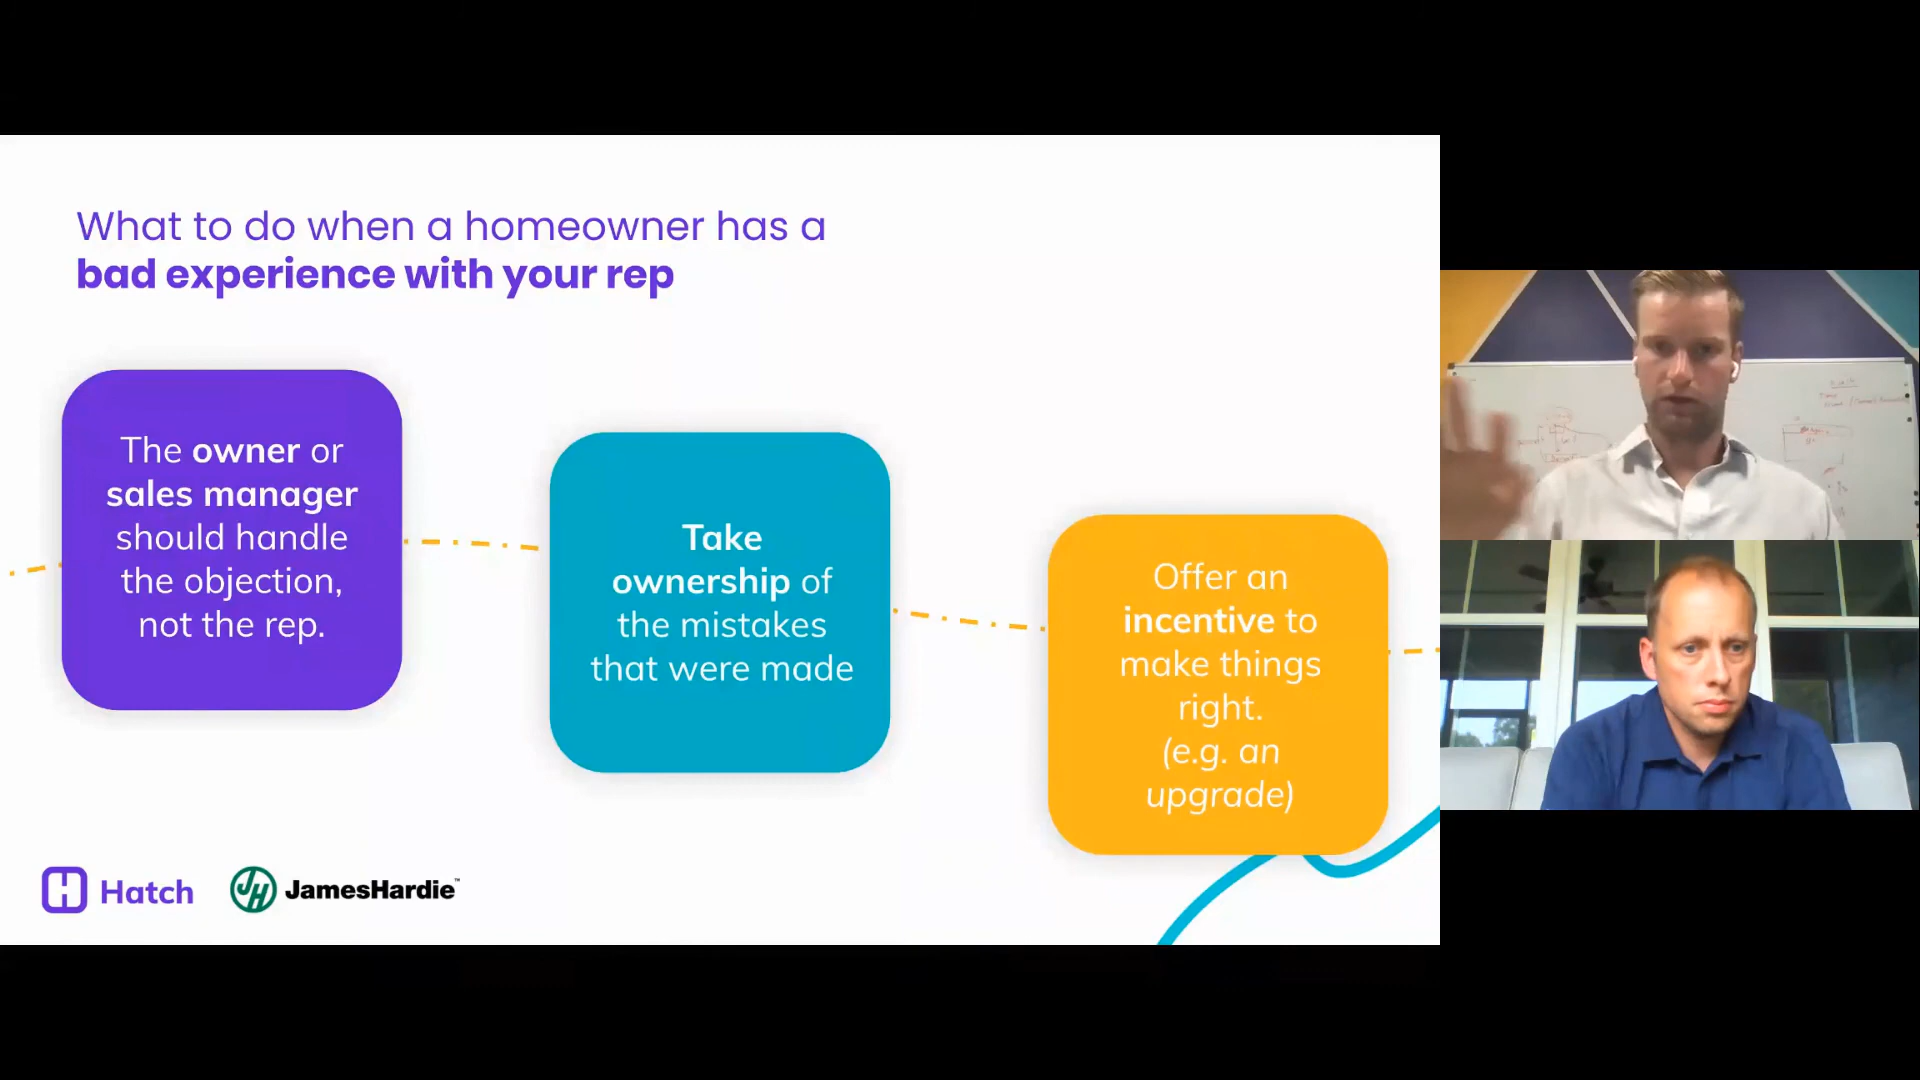 What to do when a homeowner has a
bad experience with your rep
The owner or
sales manager
should handle
the objection,
not the rep.
Take
ownership of
the mistakes
that were made
Offer an
incentive to
make things
right.
(e.g. an
upgrade)
Hatch
JH JamesHardie™